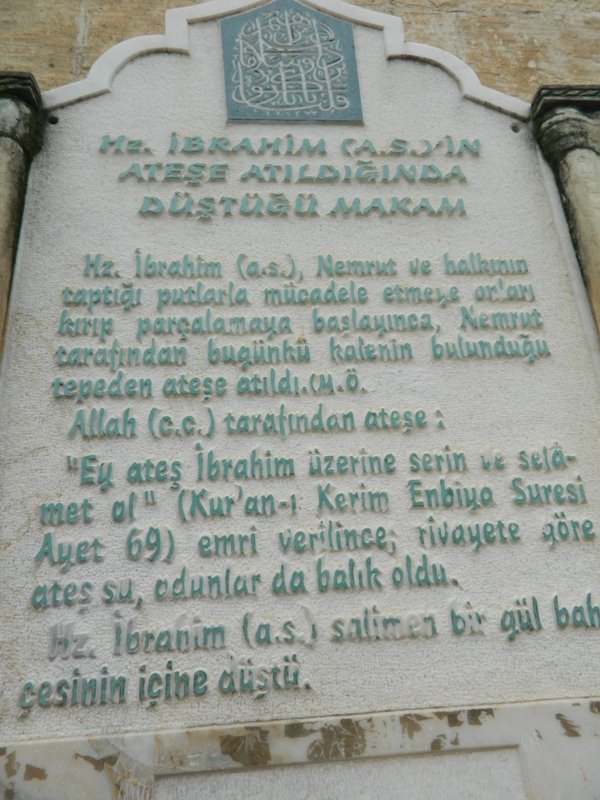 Hz. İBRAHİM (A.S.)'İN
ATEŞE ATILDIĞINDA
DÜŞTÜĞÜ MAKAM
Hz. İbrahim (a.s.), Nemrut ve halkının
taptığı putlarla mücadele etmeye on'arı
kırıp parçalamaya başlayınca, Nemrut
tarafından bugünkü kalenin bulunduğu
tepeden ateşe atıldı.(M.Ö.
Allah (c.c.) tarafından ateşe :
"Ey ateş İbrahim üzerine serin ve selâ-
met ol" (Kur'an-ı Kerim Enbiya Suresi
Ayet 69) emri verilince; rivayete göre
ateş su, odunlar da balık oldu.
Hz. İbrahim (a.s.) salimen bir gül bah
çesinin içine düştü.